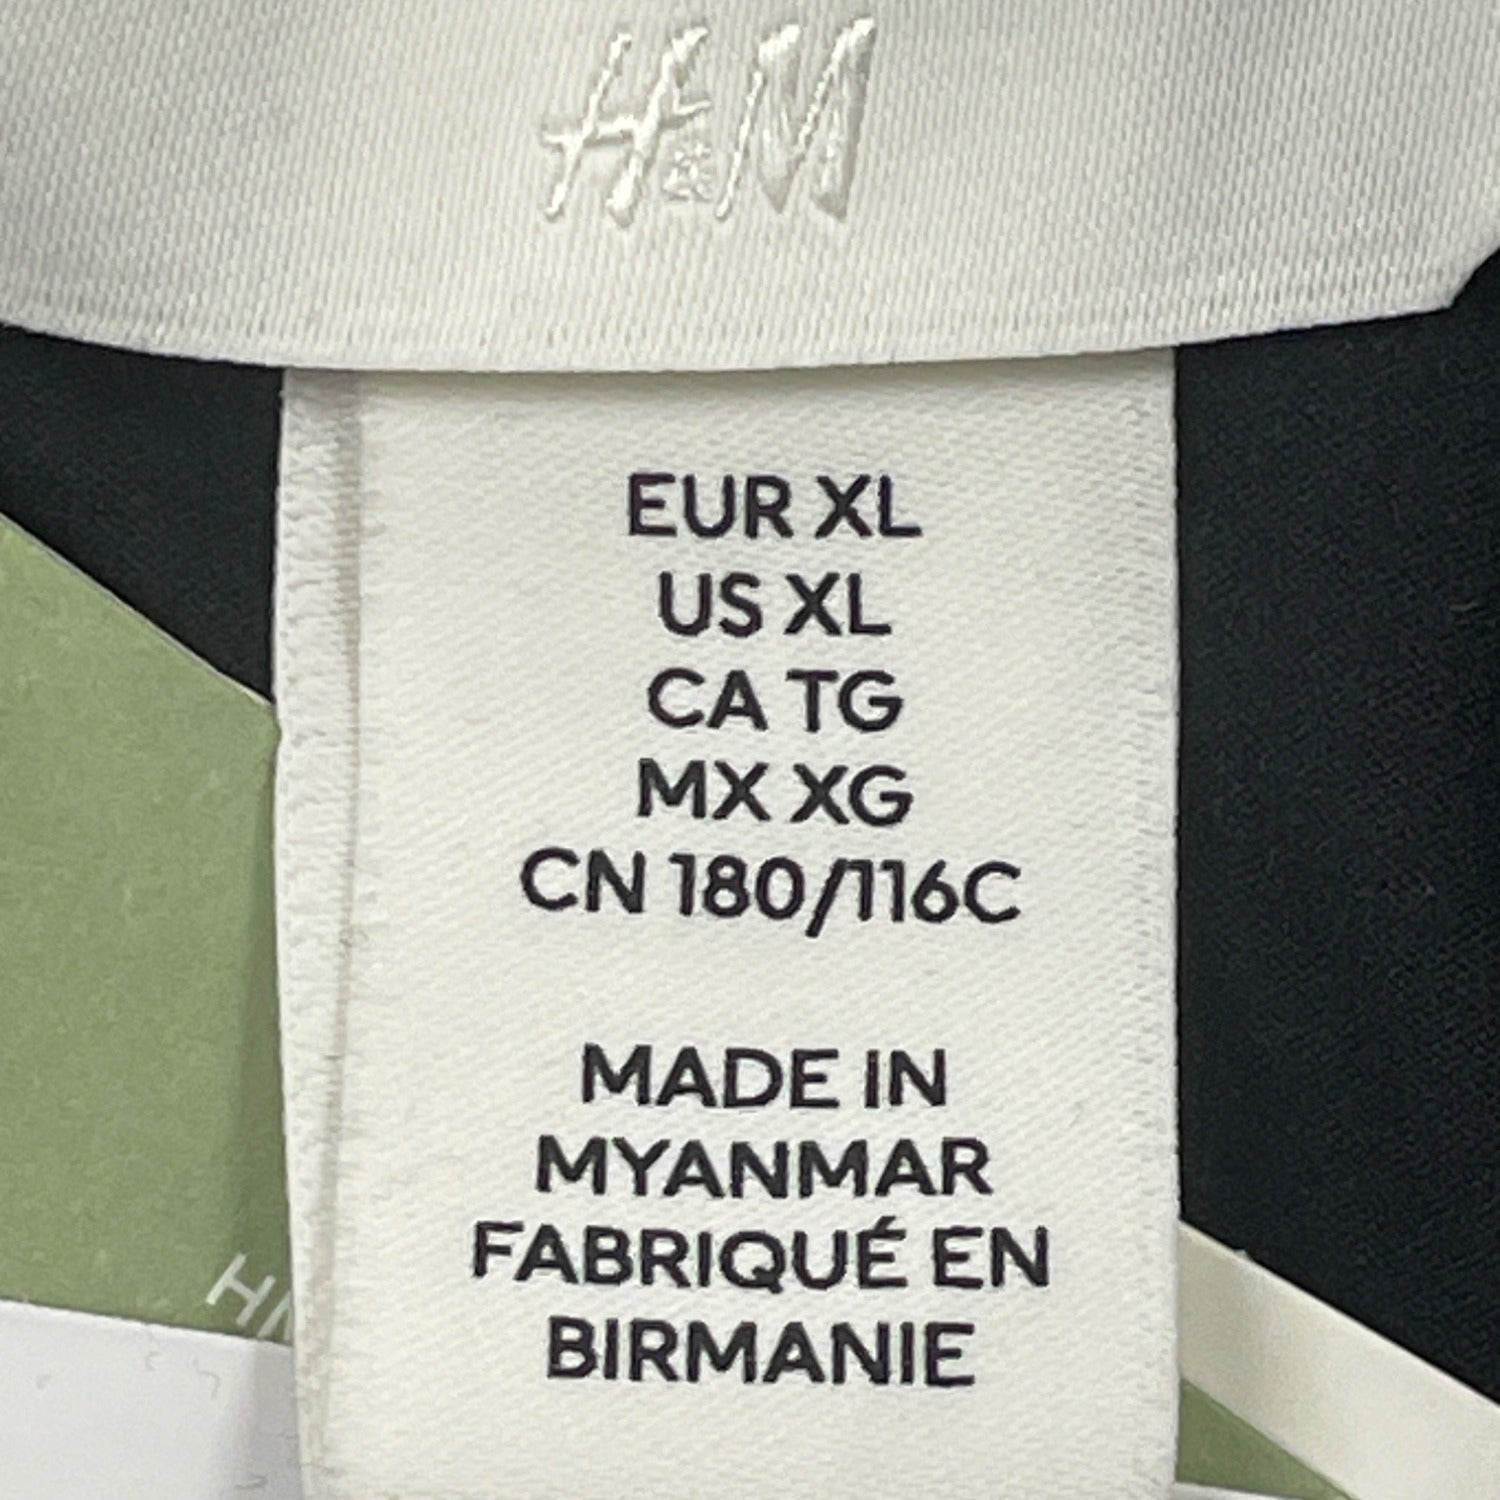 H&M
EUR XL
US XL
CA TG
MX XG
CN 180/116C
MADE IN
MYANMAR
FABRIQUÉ EN
BIRMANIE